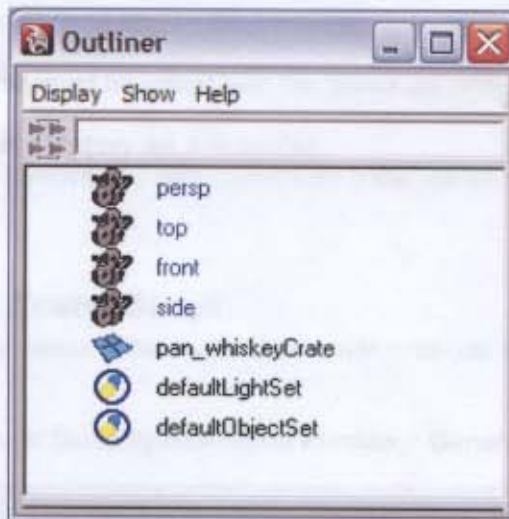 Outliner
Display Show Help
persp
top
front
side
pan_whiskeyCrate
defaultLightSet
defaultObjectSet